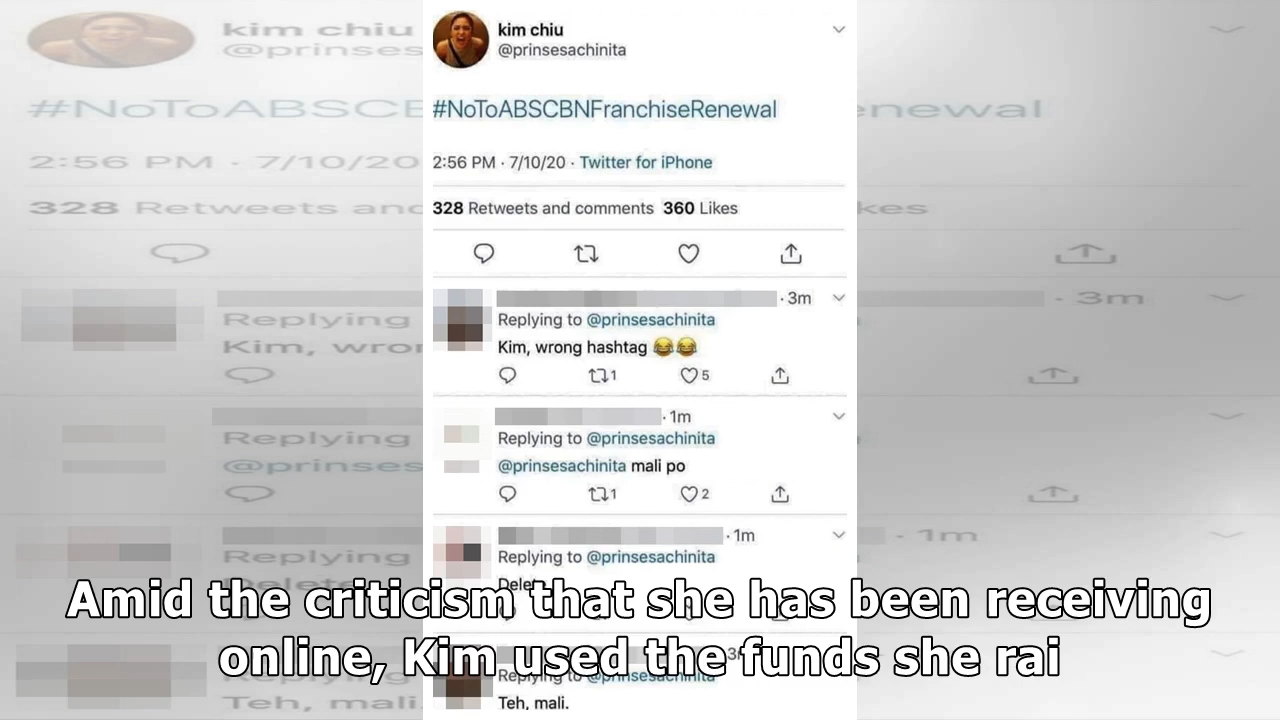 kim chiu
@prinsesachinita
#NoToABSCBNFranchiseRenewal
2:56 PM · 7/10/20 · Twitter for iPhone
328 Retweets and comments 360 Likes
· 3m
Replying to @prinsesachinita
Kim, wrong hashtag 😂😂
1 5
· 1m
Replying to @prinsesachinita
@prinsesachinita mali po
1 2
· 1m
Replying to @prinsesachinita
Amid the criticism that she has been receiving
online, Kim used the funds she rai
Replying to @prinsesachinita
Teh, mali.